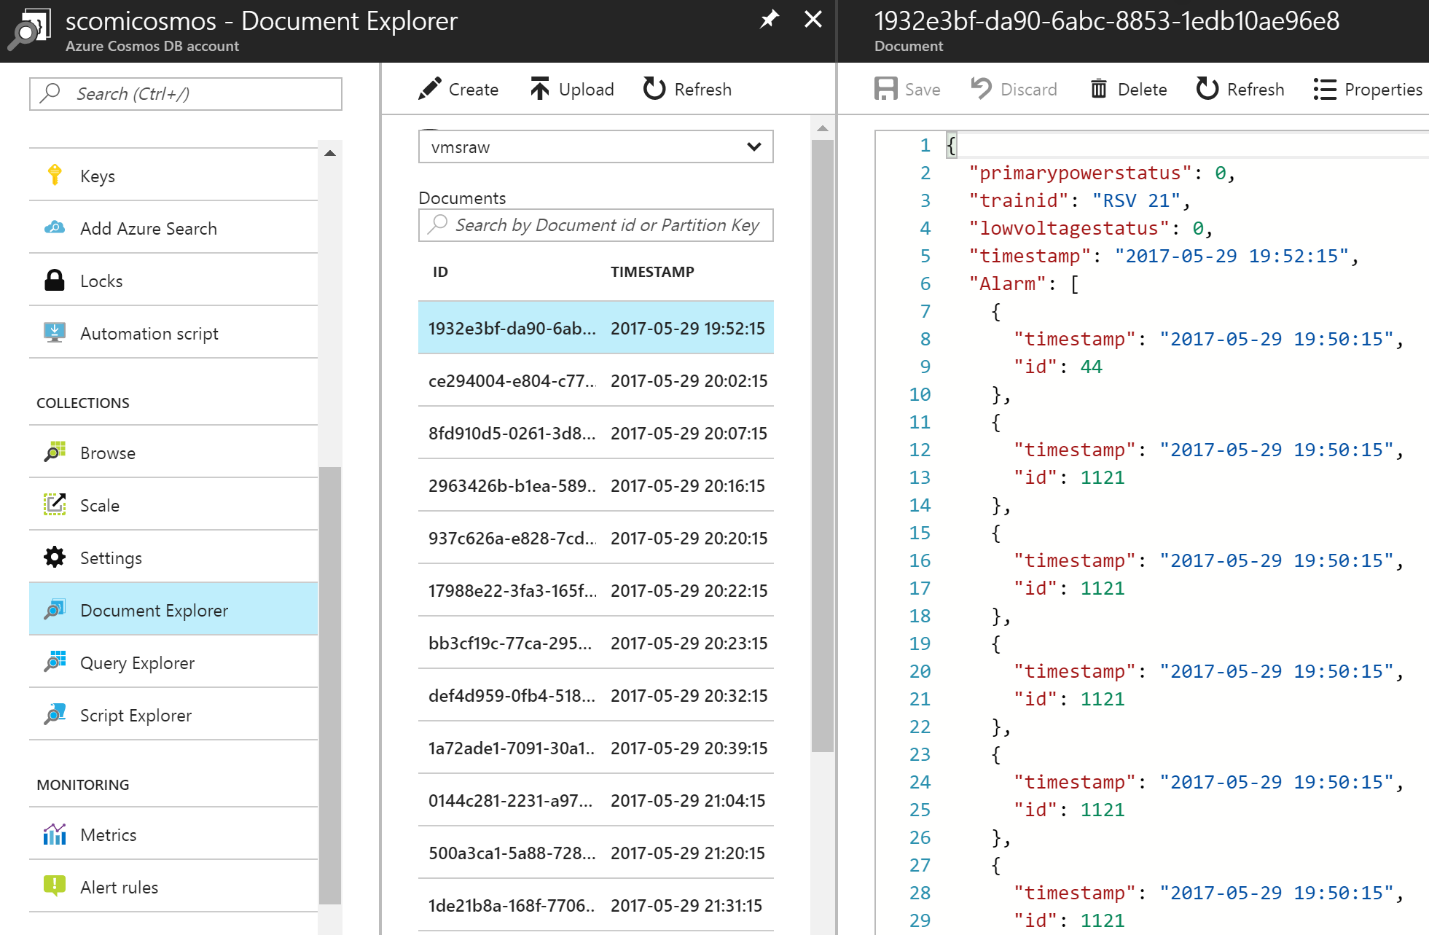 scomicosmos - Document Explorer
Azure Cosmos DB account
Search (Ctrl+/)
Keys
Add Azure Search
Locks
Automation script
COLLECTIONS
Browse
Scale
Settings
Document Explorer
Query Explorer
Script Explorer
MONITORING
Metrics
Alert rules
Create Upload Refresh
vmsraw
Documents
Search by Document id or Partition Key
ID TIMESTAMP
1932e3bf-da90-6ab... 2017-05-29 19:52:15
ce294004-e804-c77... 2017-05-29 20:02:15
8fd910d5-0261-3d8... 2017-05-29 20:07:15
2963426b-b1ea-589... 2017-05-29 20:16:15
937c626a-e828-7cd... 2017-05-29 20:20:15
17988e22-3fa3-165f... 2017-05-29 20:22:15
bb3cf19c-77ca-295... 2017-05-29 20:23:15
def4d959-0fb4-518... 2017-05-29 20:32:15
1a72ade1-7091-30a1... 2017-05-29 20:39:15
0144c281-2231-a97... 2017-05-29 21:04:15
500a3ca1-5a88-728... 2017-05-29 21:20:15
1de21b8a-168f-7706... 2017-05-29 21:31:15
1932e3bf-da90-6abc-8853-1edb10ae96e8
Document
Save Discard Delete Refresh Properties
1 {
2 "primarypowerstatus": 0,
3 "trainid": "RSV 21",
4 "lowvoltagestatus": 0,
5 "timestamp": "2017-05-29 19:52:15",
6 "Alarm": [
7 {
8 "timestamp": "2017-05-29 19:50:15",
9 "id": 44
10 },
11 {
12 "timestamp": "2017-05-29 19:50:15",
13 "id": 1121
14 },
15 {
16 "timestamp": "2017-05-29 19:50:15",
17 "id": 1121
18 },
19 {
20 "timestamp": "2017-05-29 19:50:15",
21 "id": 1121
22 },
23 {
24 "timestamp": "2017-05-29 19:50:15",
25 "id": 1121
26 },
27 {
28 "timestamp": "2017-05-29 19:50:15",
29 "id": 1121